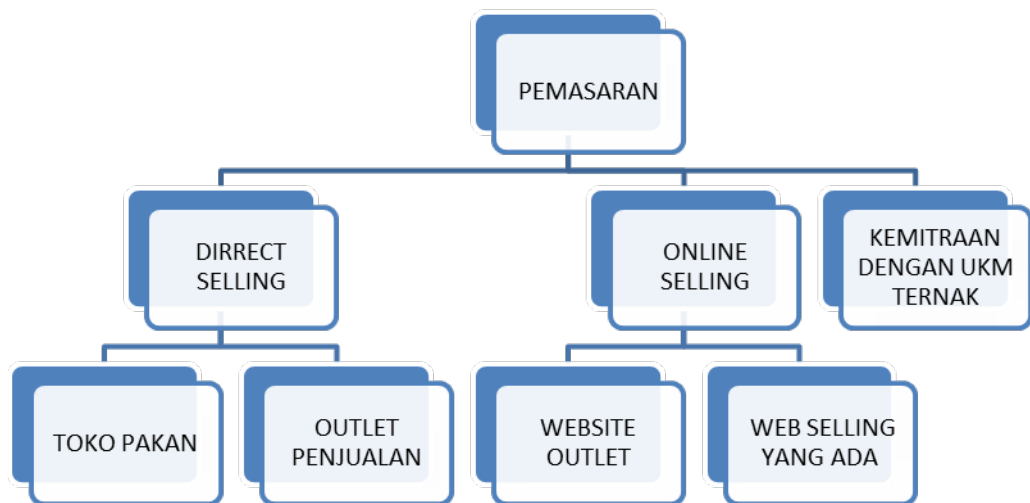 PEMASARAN
DIRRECT
SELLING
ONLINE
SELLING
KEMITRAAN
DENGAN UKM
TERNAK
TOKO PAKAN
OUTLET
PENJUALAN
WEBSITE
OUTLET
WEB SELLING
YANG ADA